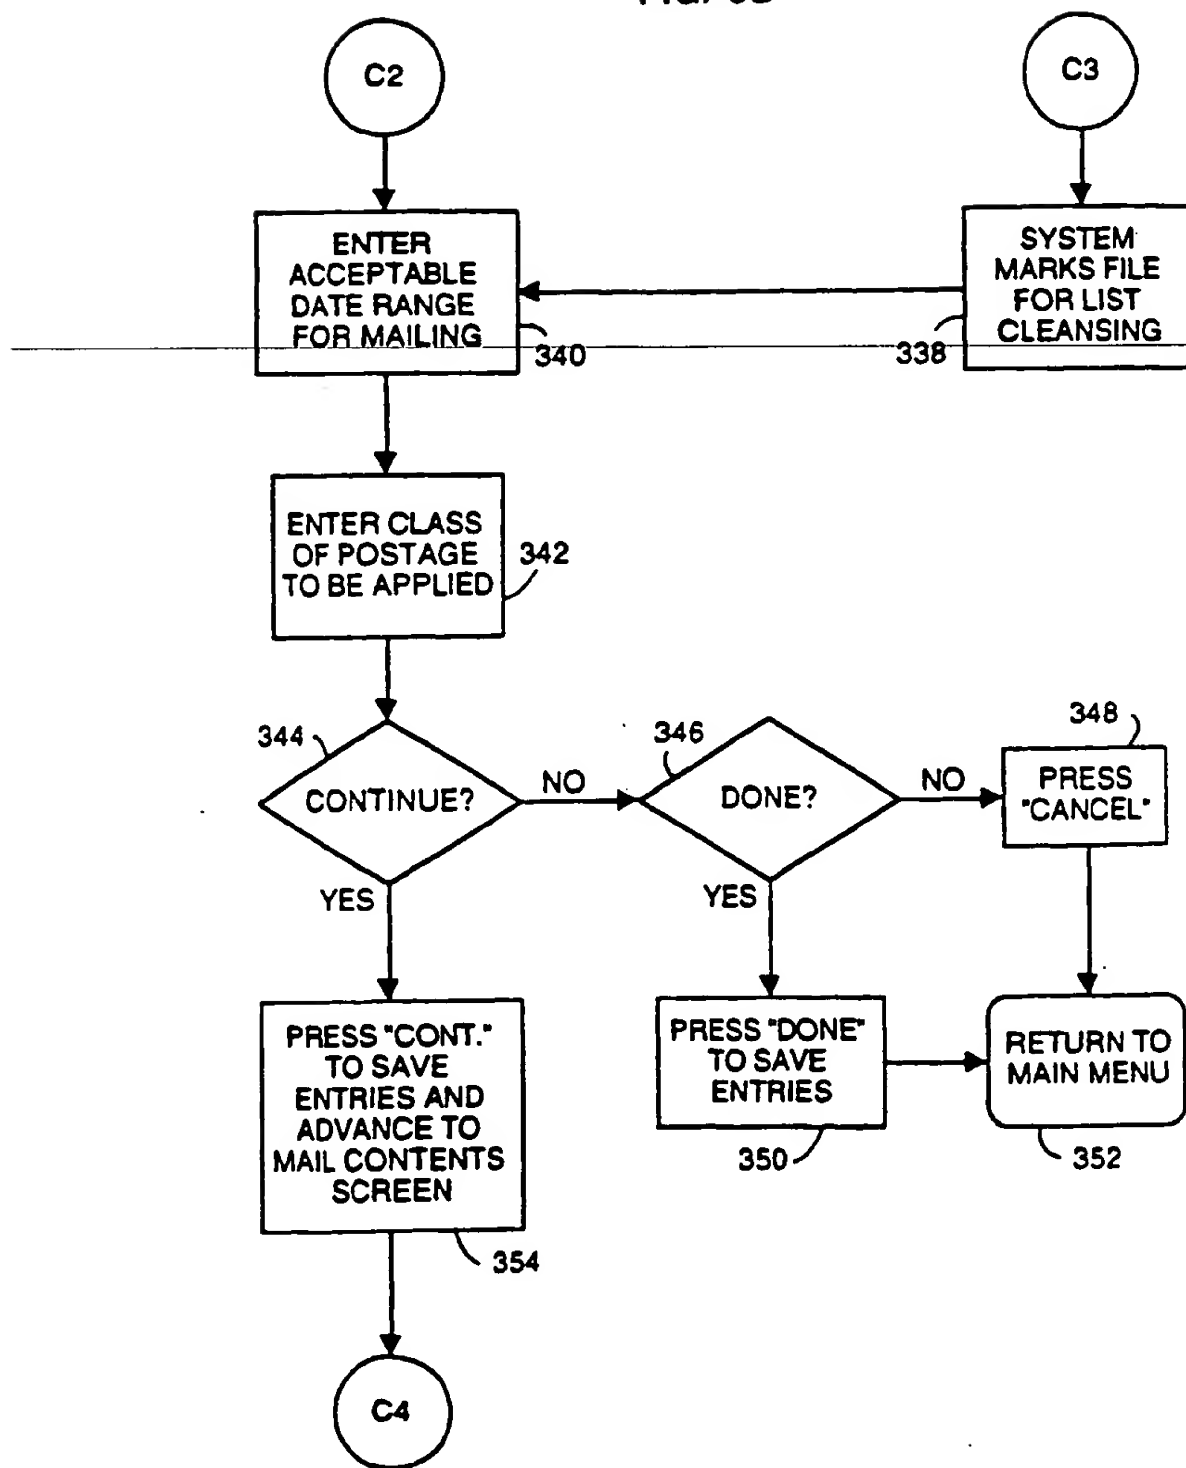 C2
C3
ENTER
ACCEPTABLE
DATE RANGE
FOR MAILING
340
SYSTEM
MARKS FILE
FOR LIST
CLEANSING
338
ENTER CLASS
OF POSTAGE
TO BE APPLIED
342
344
CONTINUE?
NO
YES
346
DONE?
NO
YES
348
PRESS
"CANCEL"
PRESS "CONT."
TO SAVE
ENTRIES AND
ADVANCE TO
MAIL CONTENTS
SCREEN
354
PRESS "DONE"
TO SAVE
ENTRIES
350
RETURN TO
MAIN MENU
352
C4